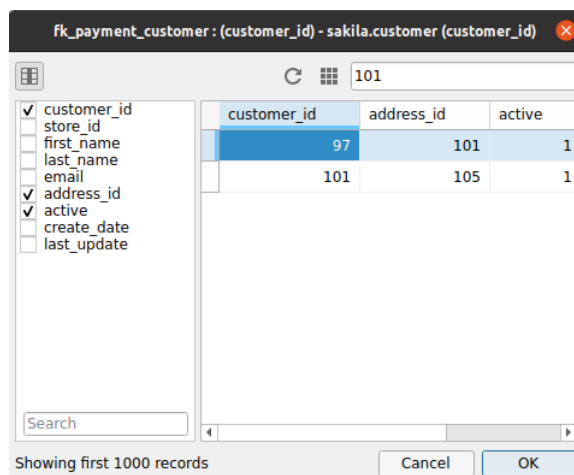 fk_payment_customer : (customer_id) - sakila.customer (customer_id)
101
customer_id
store_id
first_name
last_name
email
address_id
active
create_date
last_update
Search
customer_id address_id active
97 101 1
101 105 1
Showing first 1000 records
Cancel OK